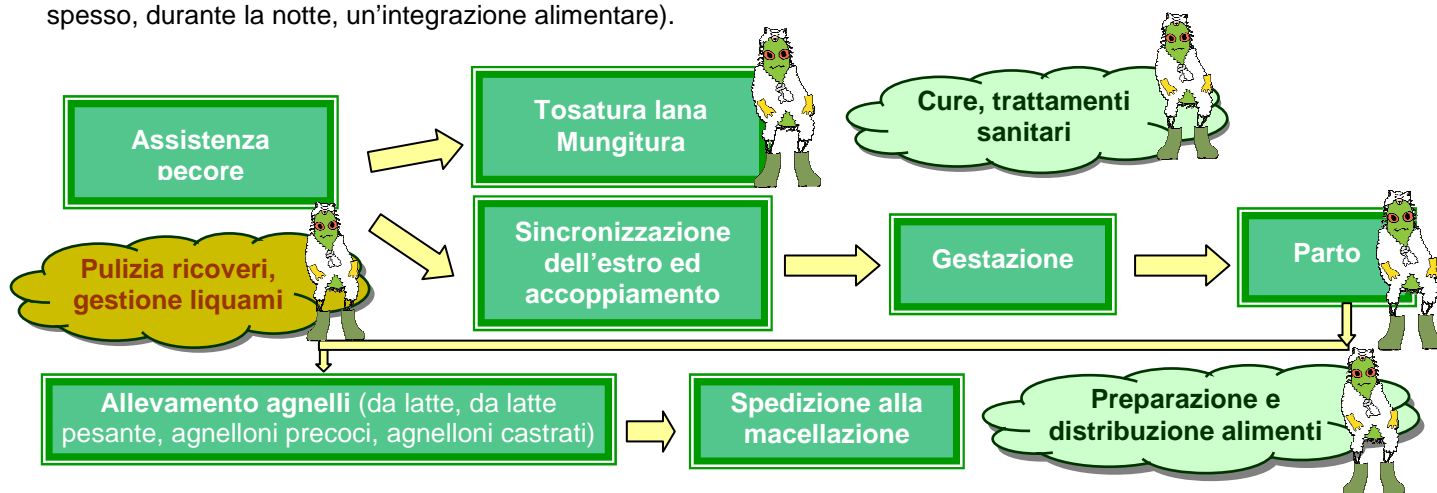 spesso, durante la notte, un'integrazione alimentare).
Assistenza
pecore
Tosatura lana
Mungitura
Cure, trattamenti
sanitari
Pulizia ricoveri,
gestione liquami
Sincronizzazione
dell'estro ed
accoppiamento
Gestazione
Parto
Allevamento agnelli (da latte, da latte
pesante, agnelloni precoci, agnelloni castrati)
Spedizione alla
macellazione
Preparazione e
distribuzione alimenti